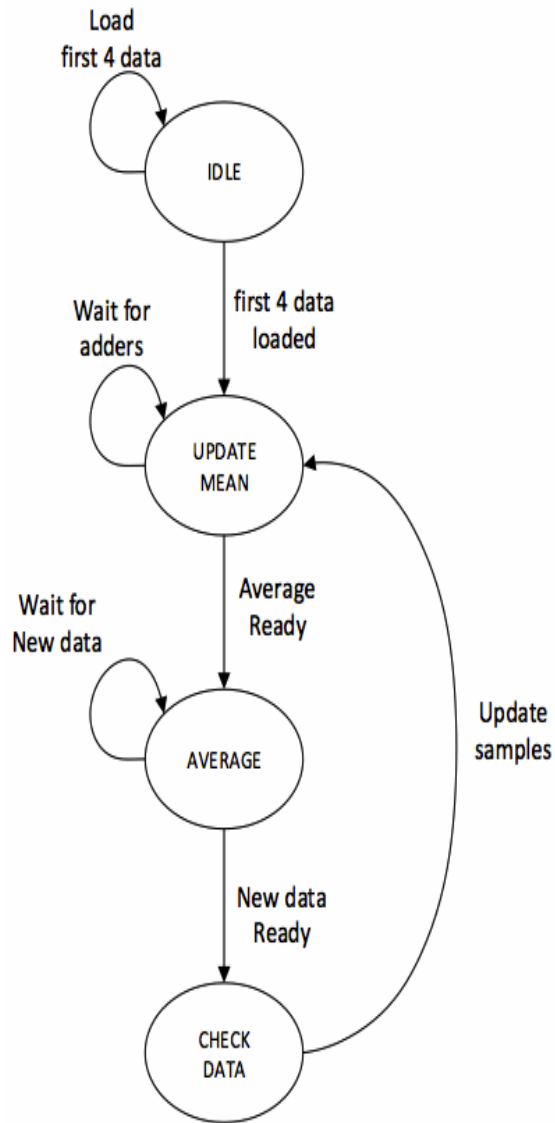 Load
first 4 data
IDLE
first 4 data
loaded
Wait for
adders
UPDATE
MEAN
Average
Ready
Wait for
New data
AVERAGE
Update
samples
New data
Ready
CHECK
DATA